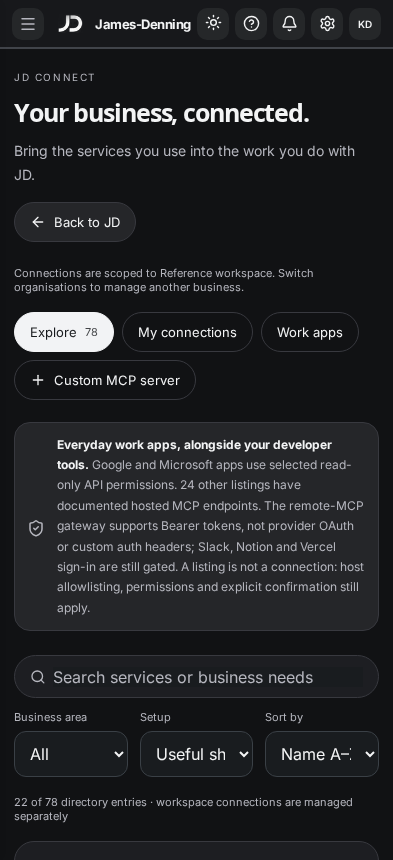 JD James-Denning KD
JD CONNECT
Your business, connected.
Bring the services you use into the work you do with
JD.
Back to JD
Connections are scoped to Reference workspace. Switch
organisations to manage another business.
Explore 78 My connections Work apps
Custom MCP server
Everyday work apps, alongside your developer
tools. Google and Microsoft apps use selected read-
only API permissions. 24 other listings have
documented hosted MCP endpoints. The remote-MCP
gateway supports Bearer tokens, not provider OAuth
or custom auth headers; Slack, Notion and Vercel
sign-in are still gated. A listing is not a connection: host
allowlisting, permissions and explicit confirmation still
apply.
Search services or business needs
Business area Setup Sort by
All Useful sh Name A–
22 of 78 directory entries · workspace connections are managed
separately